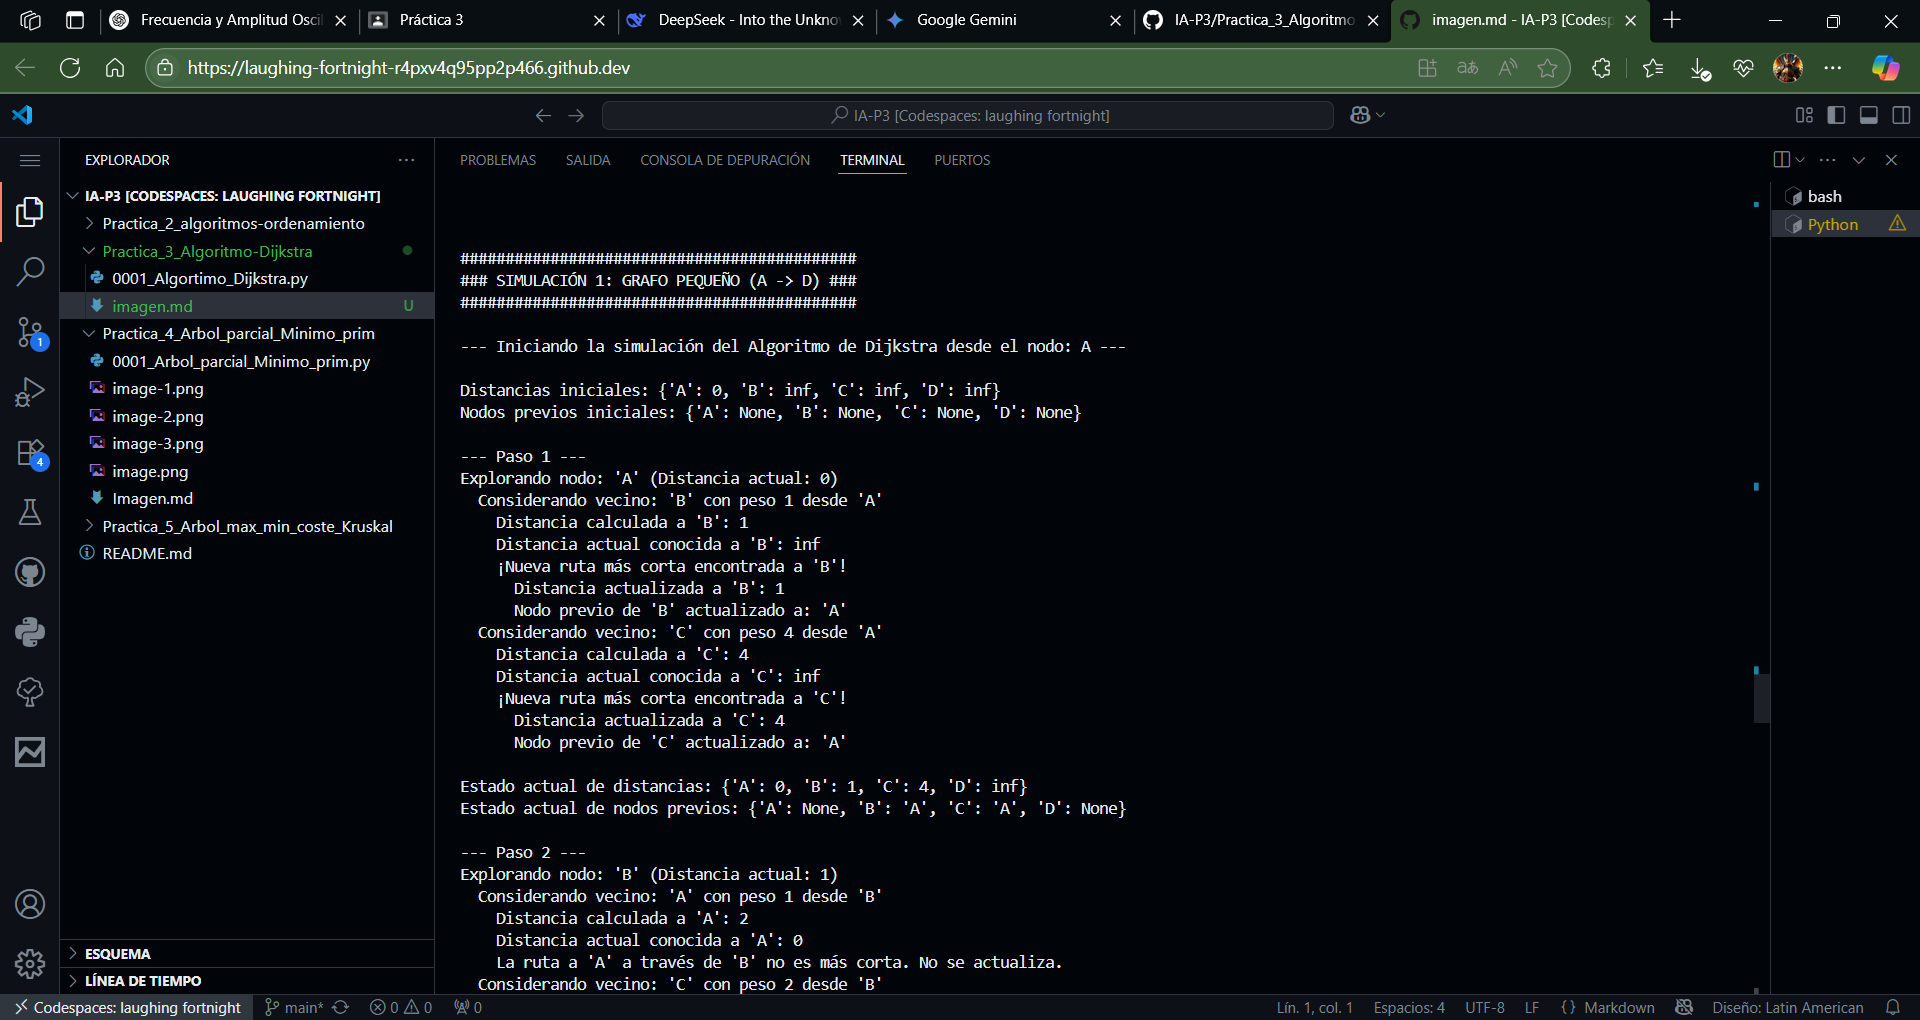 Frecuencia y Amplitud Oscil
Práctica 3
DeepSeek - Into the Unkno
Google Gemini
IA-P3/Practica_3_Algoritmo
imagen.md - IA-P3 [Codesp
https://laughing-fortnight-r4pxv4q95pp2p466.github.dev
IA-P3 [Codespaces: laughing fortnight]
EXPLORADOR
IA-P3 [CODESPACES: LAUGHING FORTNIGHT]
Practica_2_algoritmos-ordenamiento
Practica_3_Algoritmo-Dijkstra
0001_Algortimo_Dijkstra.py
imagen.md U
Practica_4_Arbol_parcial_Minimo_prim
0001_Arbol_parcial_Minimo_prim.py
image-1.png
image-2.png
image-3.png
image.png
Imagen.md
Practica_5_Arbol_max_min_coste_Kruskal
README.md
ESQUEMA
LÍNEA DE TIEMPO
1
4
PROBLEMAS SALIDA CONSOLA DE DEPURACIÓN TERMINAL PUERTOS
bash
Python
############################################
### SIMULACIÓN 1: GRAFO PEQUEÑO (A -> D) ###
############################################
--- Iniciando la simulación del Algoritmo de Dijkstra desde el nodo: A ---
Distancias iniciales: {'A': 0, 'B': inf, 'C': inf, 'D': inf}
Nodos previos iniciales: {'A': None, 'B': None, 'C': None, 'D': None}
--- Paso 1 ---
Explorando nodo: 'A' (Distancia actual: 0)
Considerando vecino: 'B' con peso 1 desde 'A'
Distancia calculada a 'B': 1
Distancia actual conocida a 'B': inf
¡Nueva ruta más corta encontrada a 'B'!
Distancia actualizada a 'B': 1
Nodo previo de 'B' actualizado a: 'A'
Considerando vecino: 'C' con peso 4 desde 'A'
Distancia calculada a 'C': 4
Distancia actual conocida a 'C': inf
¡Nueva ruta más corta encontrada a 'C'!
Distancia actualizada a 'C': 4
Nodo previo de 'C' actualizado a: 'A'
Estado actual de distancias: {'A': 0, 'B': 1, 'C': 4, 'D': inf}
Estado actual de nodos previos: {'A': None, 'B': 'A', 'C': 'A', 'D': None}
--- Paso 2 ---
Explorando nodo: 'B' (Distancia actual: 1)
Considerando vecino: 'A' con peso 1 desde 'B'
Distancia calculada a 'A': 2
Distancia actual conocida a 'A': 0
La ruta a 'A' a través de 'B' no es más corta. No se actualiza.
Considerando vecino: 'C' con peso 2 desde 'B'
Codespaces: laughing fortnight main* 0 0 0 Lín. 1, col. 1 Espacios: 4 UTF-8 LF {} Markdown Diseño: Latin American